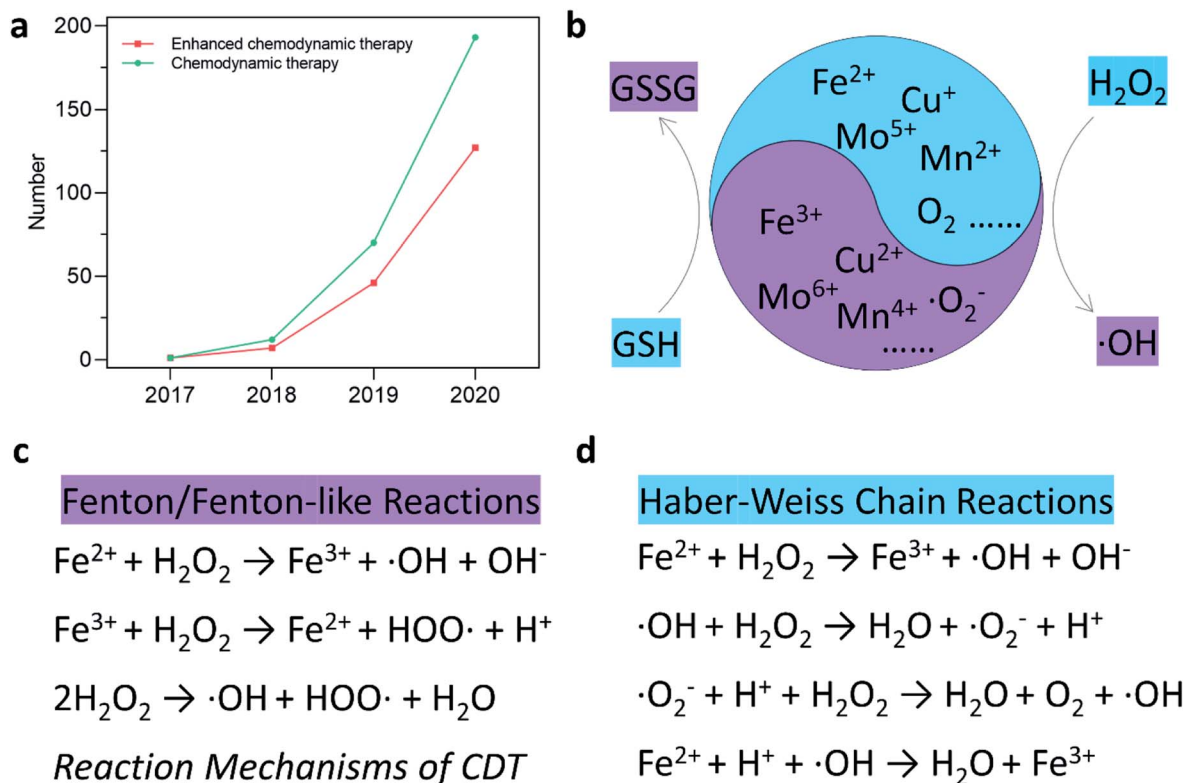 a
200
150
100
50
0
Number
Enhanced chemodynamic therapy
Chemodynamic therapy
2017 2018 2019 2020
b
GSSG
GSH
Fe²⁺
Cu⁺
Mo⁵⁺
Mn²⁺
O₂ ......
Fe³⁺
Cu²⁺
Mo⁶⁺
Mn⁴⁺
·O₂⁻
......
H₂O₂
·OH
c
Fenton/Fenton-like Reactions
Fe²⁺ + H₂O₂ → Fe³⁺ + ·OH + OH⁻
Fe³⁺ + H₂O₂ → Fe²⁺ + HOO· + H⁺
2H₂O₂ → ·OH + HOO· + H₂O
Reaction Mechanisms of CDT
d
Haber-Weiss Chain Reactions
Fe²⁺ + H₂O₂ → Fe³⁺ + ·OH + OH⁻
·OH + H₂O₂ → H₂O + ·O₂⁻ + H⁺
·O₂⁻ + H⁺ + H₂O₂ → H₂O + O₂ + ·OH
Fe²⁺ + H⁺ + ·OH → H₂O + Fe³⁺